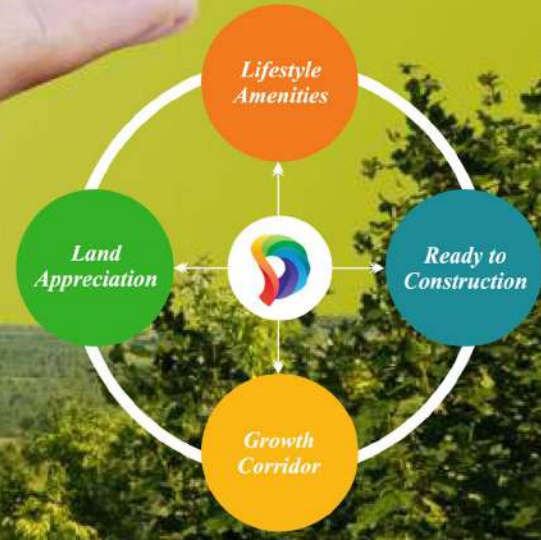 Lifestyle
Amenities
Land
Appreciation
Ready to
Construction
Growth
Corridor